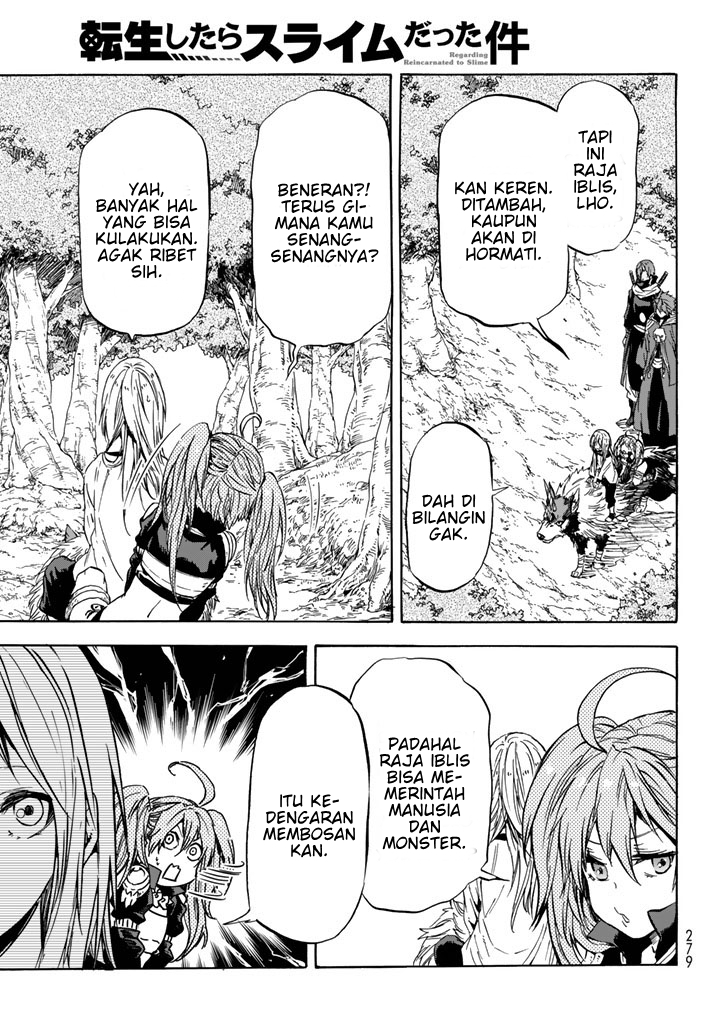 転生したらスライムだった件
Regarding
Reincarnated to Slime
TAPI
INI
RAJA
IBLIS,
LHO.
KAN KEREN.
DITAMBAH,
KAUPUN
AKAN DI
HORMATI.
DAH DI
BILANGIN
GAK.
BENERAN?!
TERUS GI-
MANA KAMU
SENANG-
SENANGNYA?
YAH,
BANYAK HAL
YANG BISA
KULAKUKAN.
AGAK RIBET
SIH.
PADAHAL
RAJA IBLIS
BISA ME-
MERINTAH
MANUSIA
DAN
MONSTER.
ITU KE-
DENGARAN
MEMBOSAN
KAN.
279